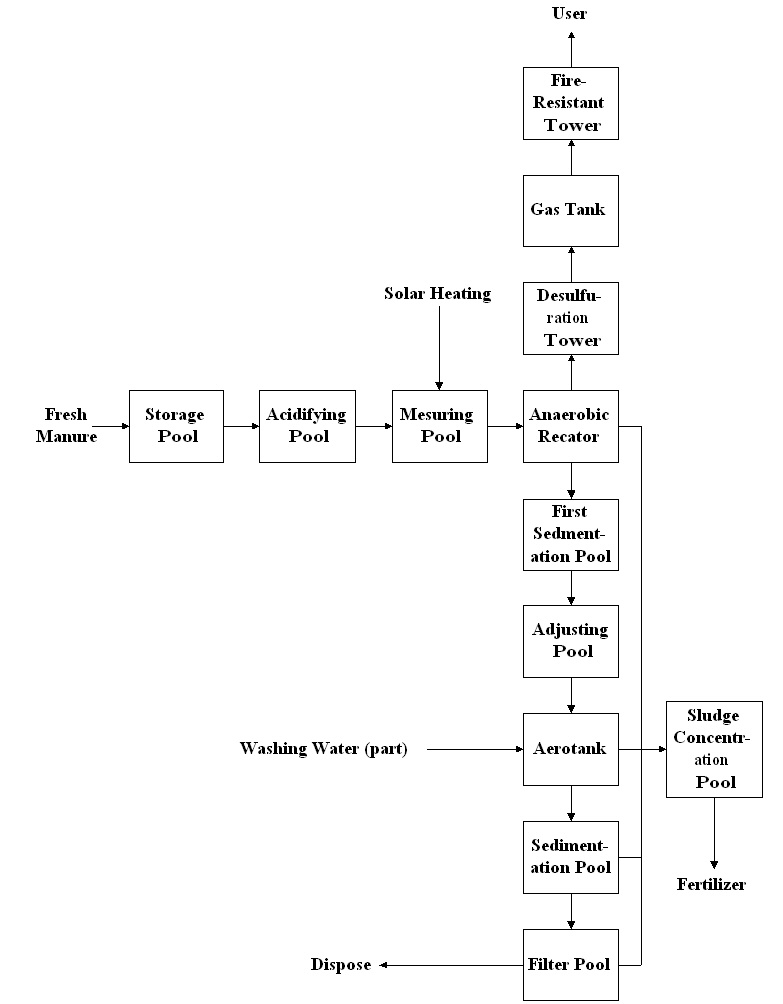 User
Fire-
Resistant
Tower
Gas Tank
Solar Heating
Desulfu-
ration
Tower
Fresh
Manure
Storage
Pool
Acidifying
Pool
Mesuring
Pool
Anaerobic
Recator
First
Sedment-
ation Pool
Adjusting
Pool
Washing Water (part)
Aerotank
Sludge
Concentr-
ation
Pool
Sediment-
ation Pool
Fertilizer
Dispose
Filter Pool